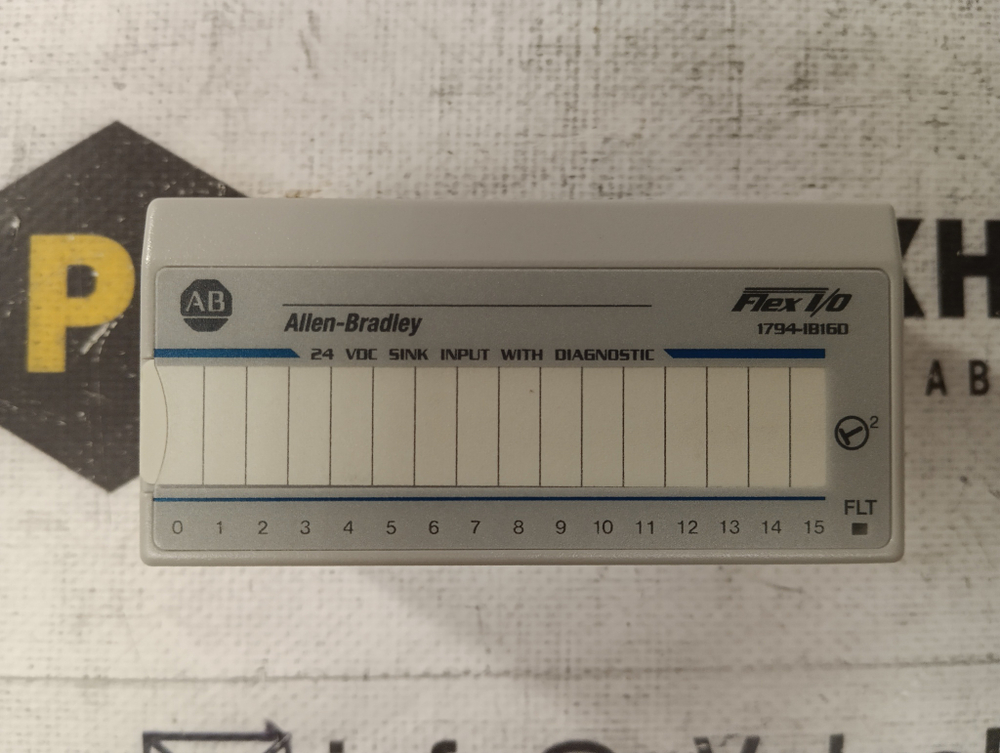 P
KH
AB
AB
Allen-Bradley
Flex I/O
1794-IB16D
24 VDC SINK INPUT WITH DIAGNOSTIC
2
FLT
0 1 2 3 4 5 6 7 8 9 10 11 12 13 14 15